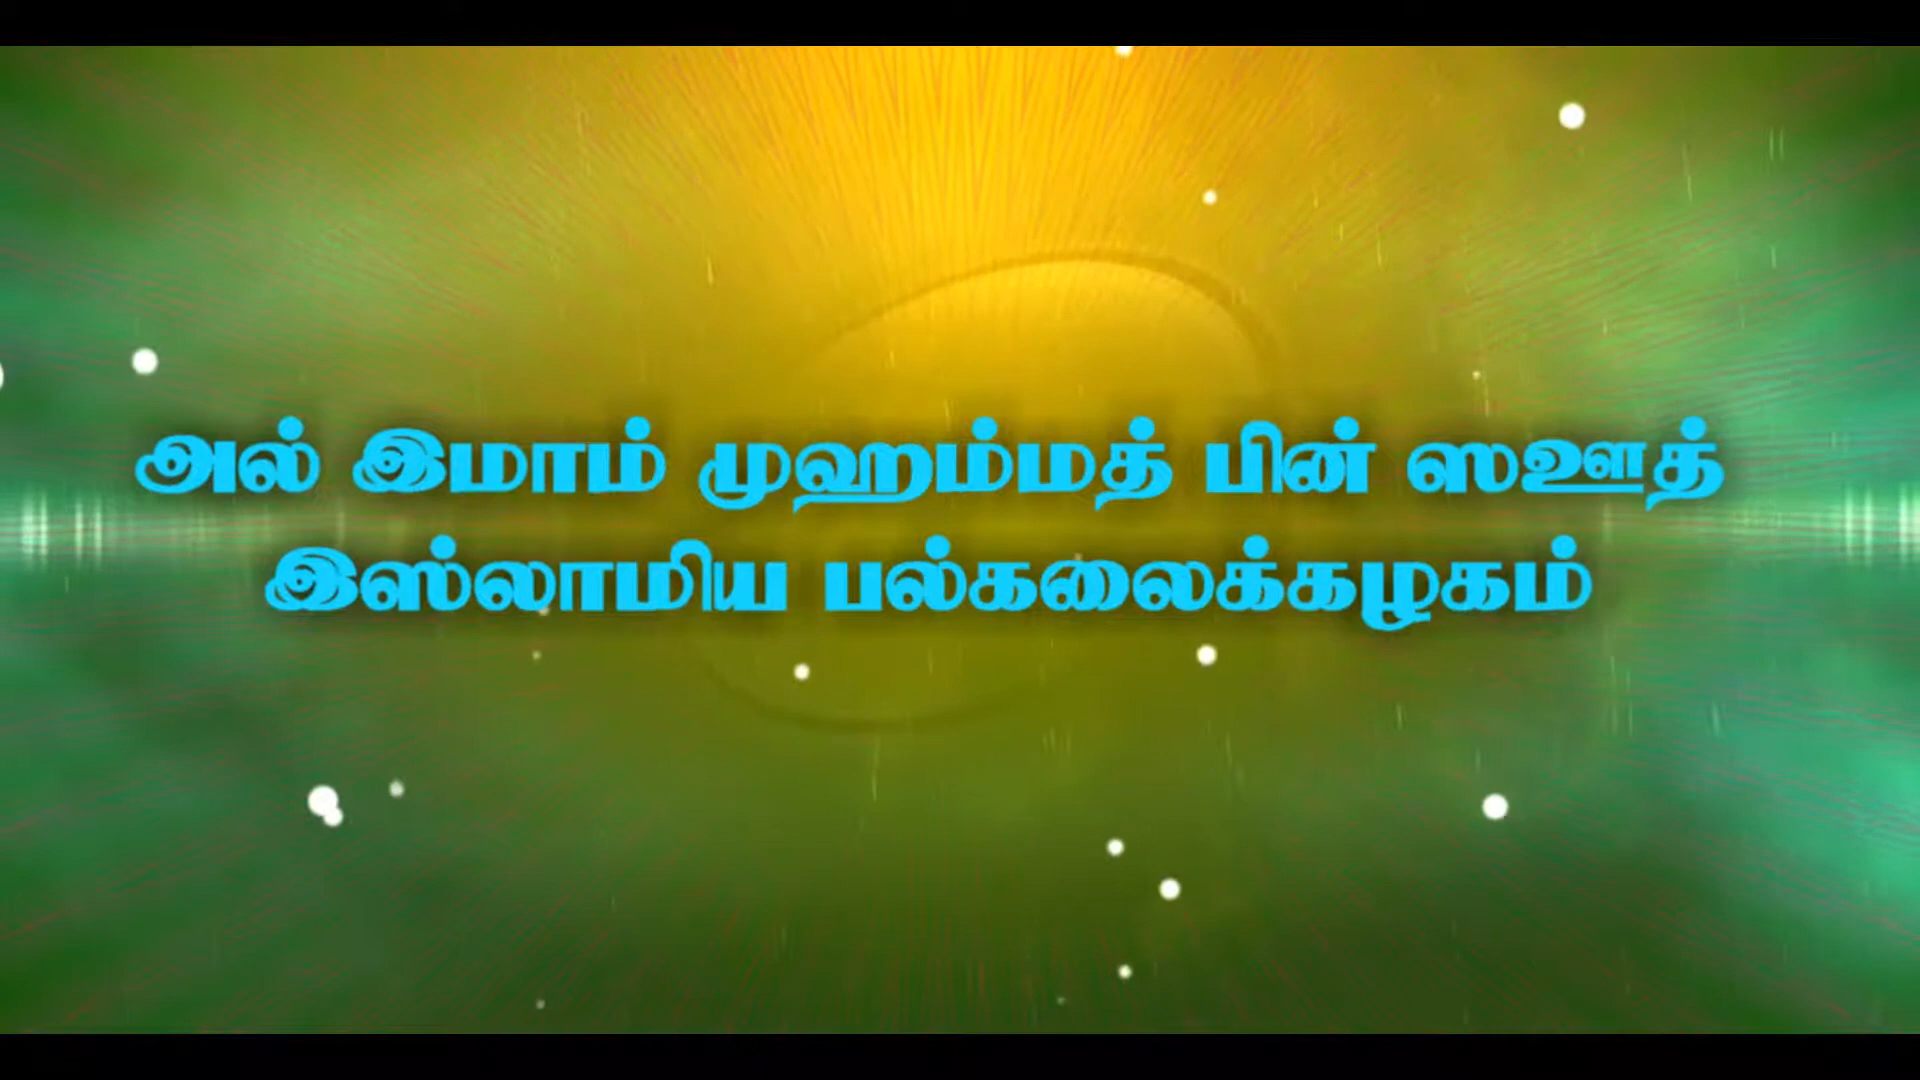 அல் இமாம் முஹம்மத் பின் ஸஊத்
இஸ்லாமிய பல்கலைக்கழகம்